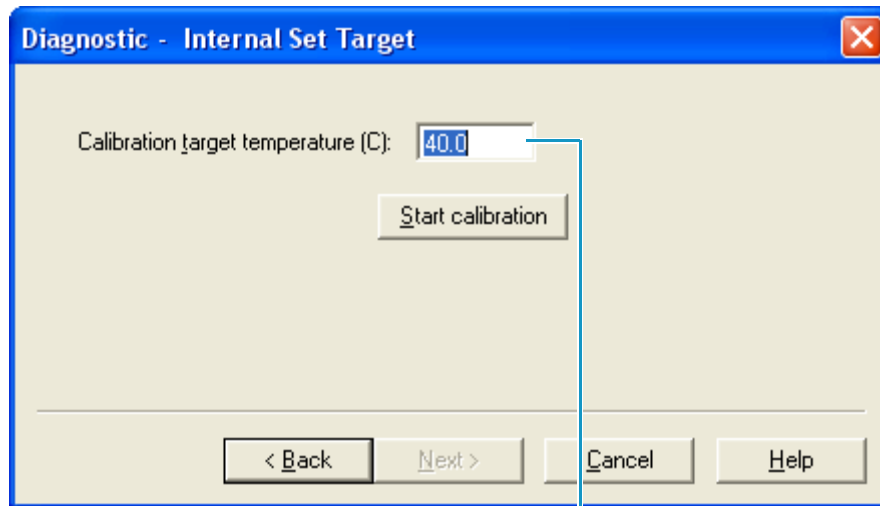 Diagnostic - Internal Set Target
Calibration target temperature (C): 40.0
Start calibration
< Back Next > Cancel Help